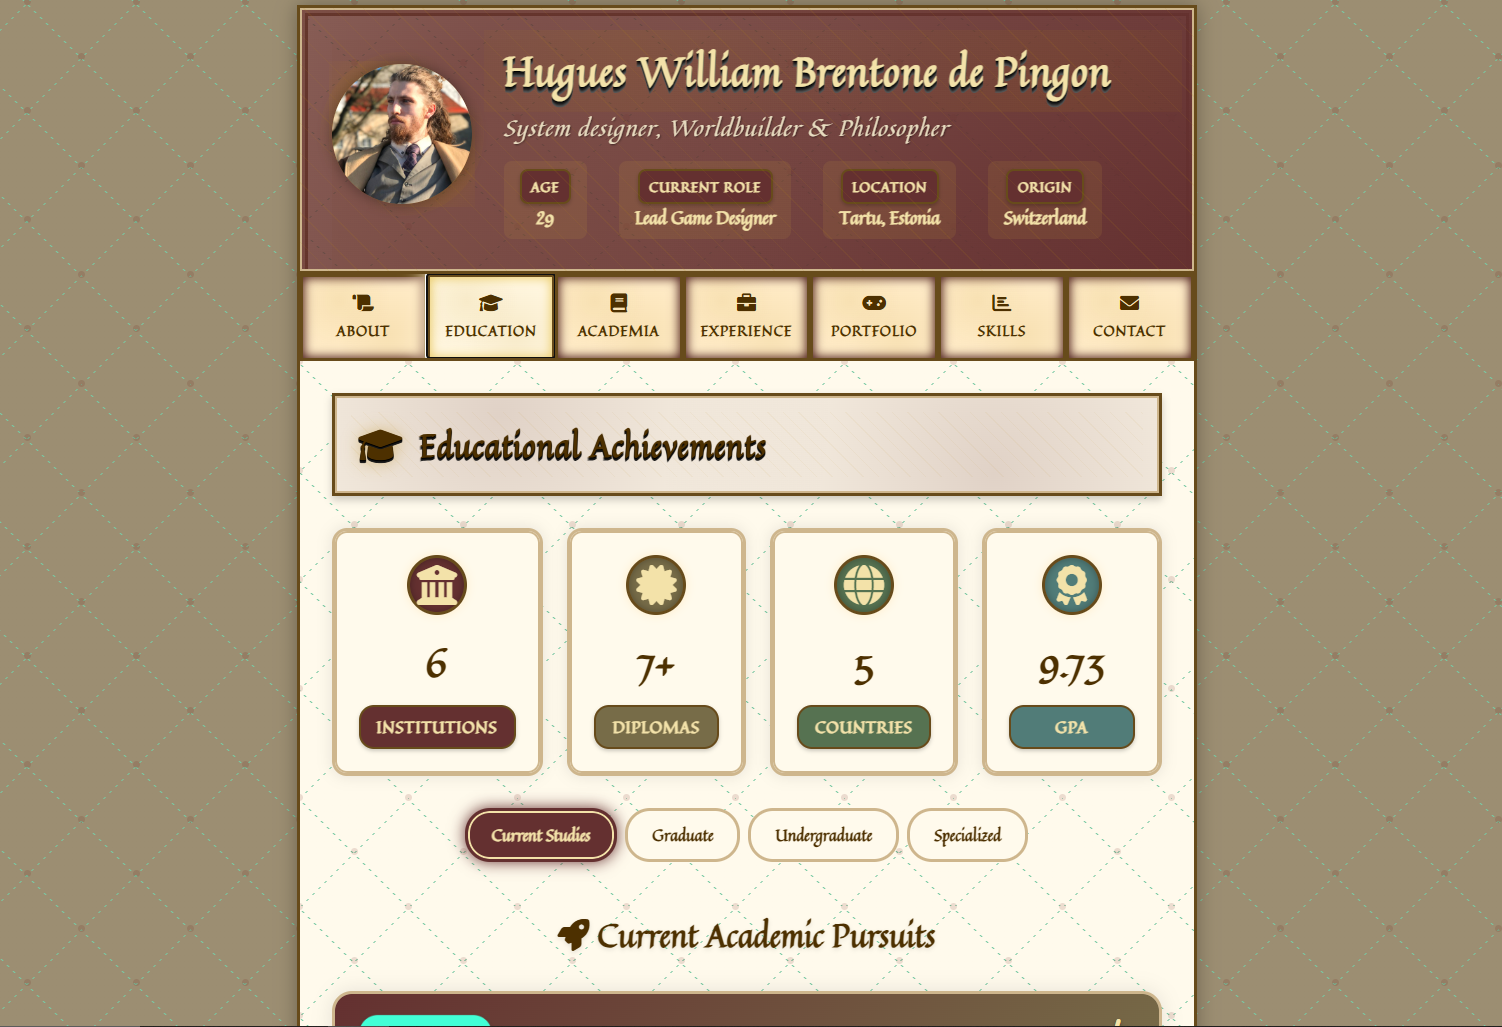 Hugues William Brentone de Pingon
System designer, Worldbuilder & Philosopher
AGE CURRENT ROLE LOCATION ORIGIN
29 Lead Game Designer Tartu, Estonia Switzerland
ABOUT EDUCATION ACADEMIA EXPERIENCE PORTFOLIO SKILLS CONTACT
Educational Achievements
6 7+ 5 9.73
INSTITUTIONS DIPLOMAS COUNTRIES GPA
Current Studies Graduate Undergraduate Specialized
Current Academic Pursuits